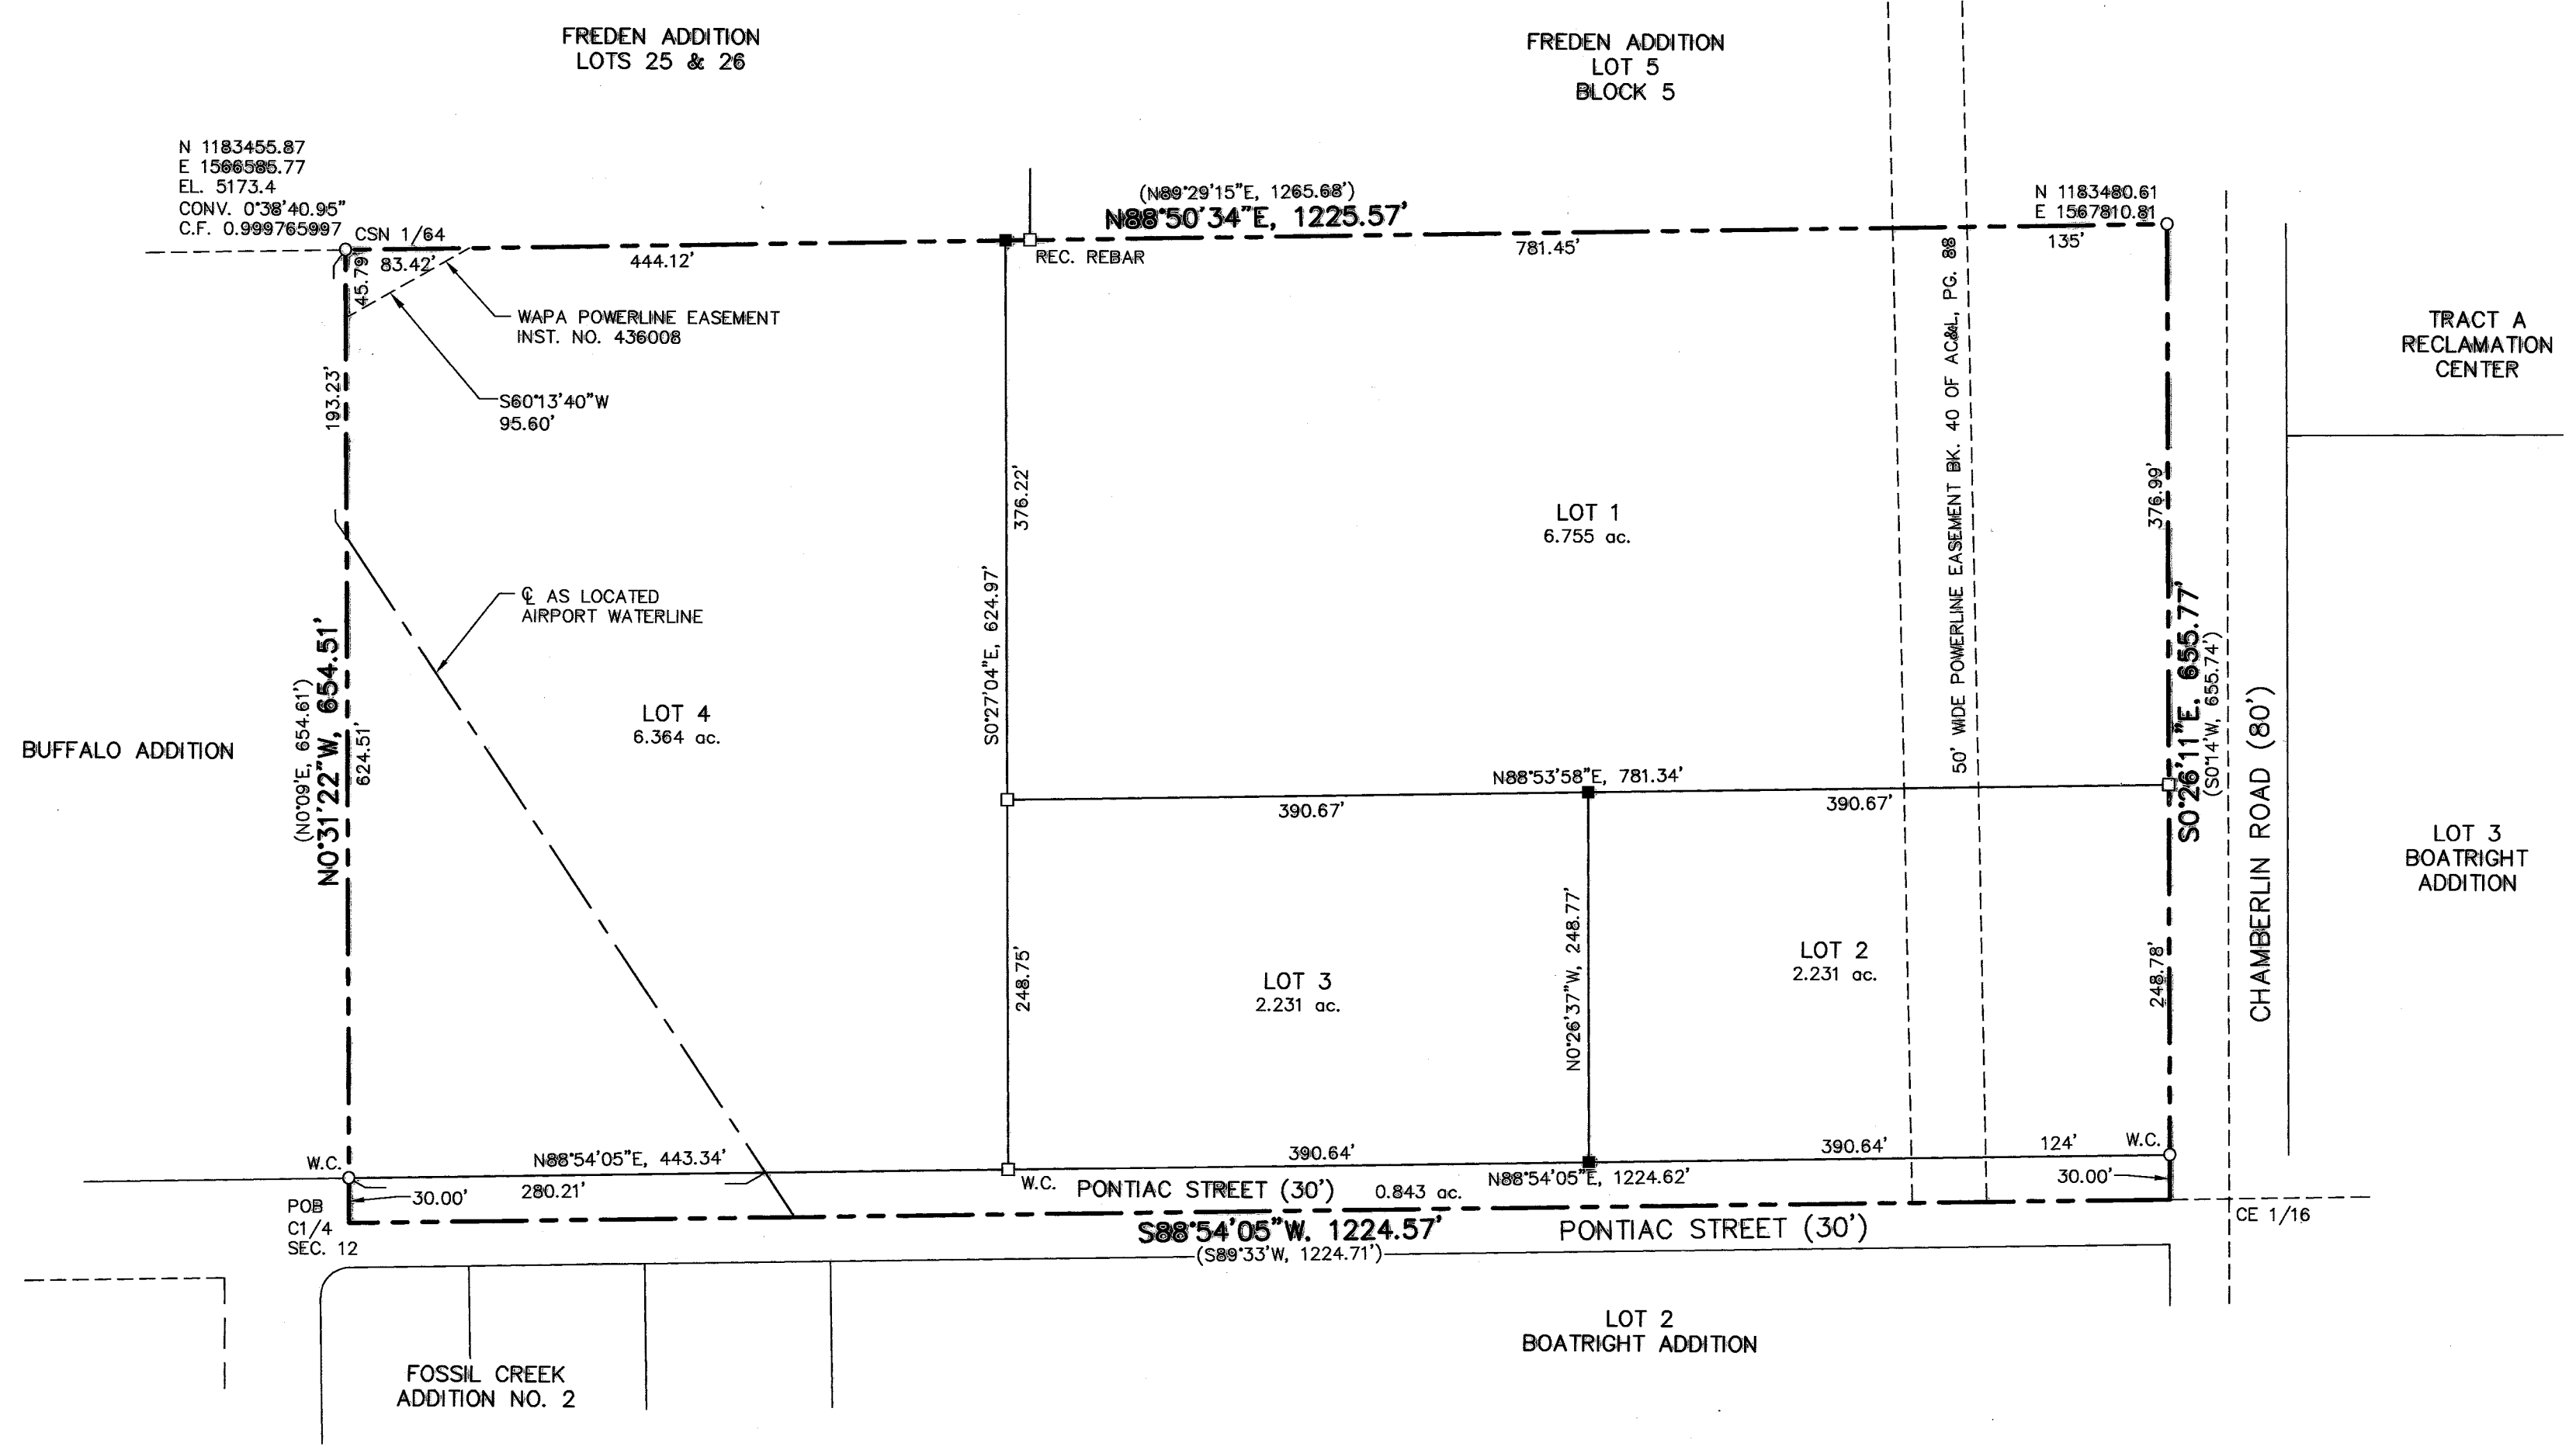 FREDEN ADDITION
LOTS 25 & 26
FREDEN ADDITION
LOT 5
BLOCK 5
N 1183455.87
E 1566585.77
EL. 5173.4
CONV. 0°38'40.95"
C.F. 0.999765997
CSN 1/64
(N89°29'15"E, 1265.68')
N88°50'34"E, 1225.57'
N 1183480.61
E 1567810.81
83.42'
444.12'
REC. REBAR
781.45'
135'
45.79'
WAPA POWERLINE EASEMENT
INST. NO. 436008
S60°13'40"W
95.60'
193.23'
50' WIDE POWERLINE EASEMENT BK. 40 OF AC&L, PG. 88
TRACT A
RECLAMATION
CENTER
376.22'
LOT 1
6.755 ac.
376.99'
℄ AS LOCATED
AIRPORT WATERLINE
S0°27'04"E, 624.97'
LOT 4
6.364 ac.
BUFFALO ADDITION
(N0°09'E, 654.61')
N0°31'22"W, 654.51'
624.51'
S0°26'11"E, 655.77'
(S0°14'W, 655.74')
CHAMBERLIN ROAD (80')
N88°53'58"E, 781.34'
390.67'
390.67'
LOT 3
BOATRIGHT
ADDITION
248.75'
LOT 3
2.231 ac.
N0°26'37"W, 248.77'
LOT 2
2.231 ac.
248.78'
W.C.
N88°54'05"E, 443.34'
390.64'
390.64'
124'
W.C.
280.21'
30.00'
W.C.
PONTIAC STREET (30')
0.843 ac.
N88°54'05"E, 1224.62'
30.00'
POB
C1/4
SEC. 12
S88°54'05"W. 1224.57'
PONTIAC STREET (30')
CE 1/16
(S89°33'W, 1224.71')
LOT 2
BOATRIGHT ADDITION
FOSSIL CREEK
ADDITION NO. 2